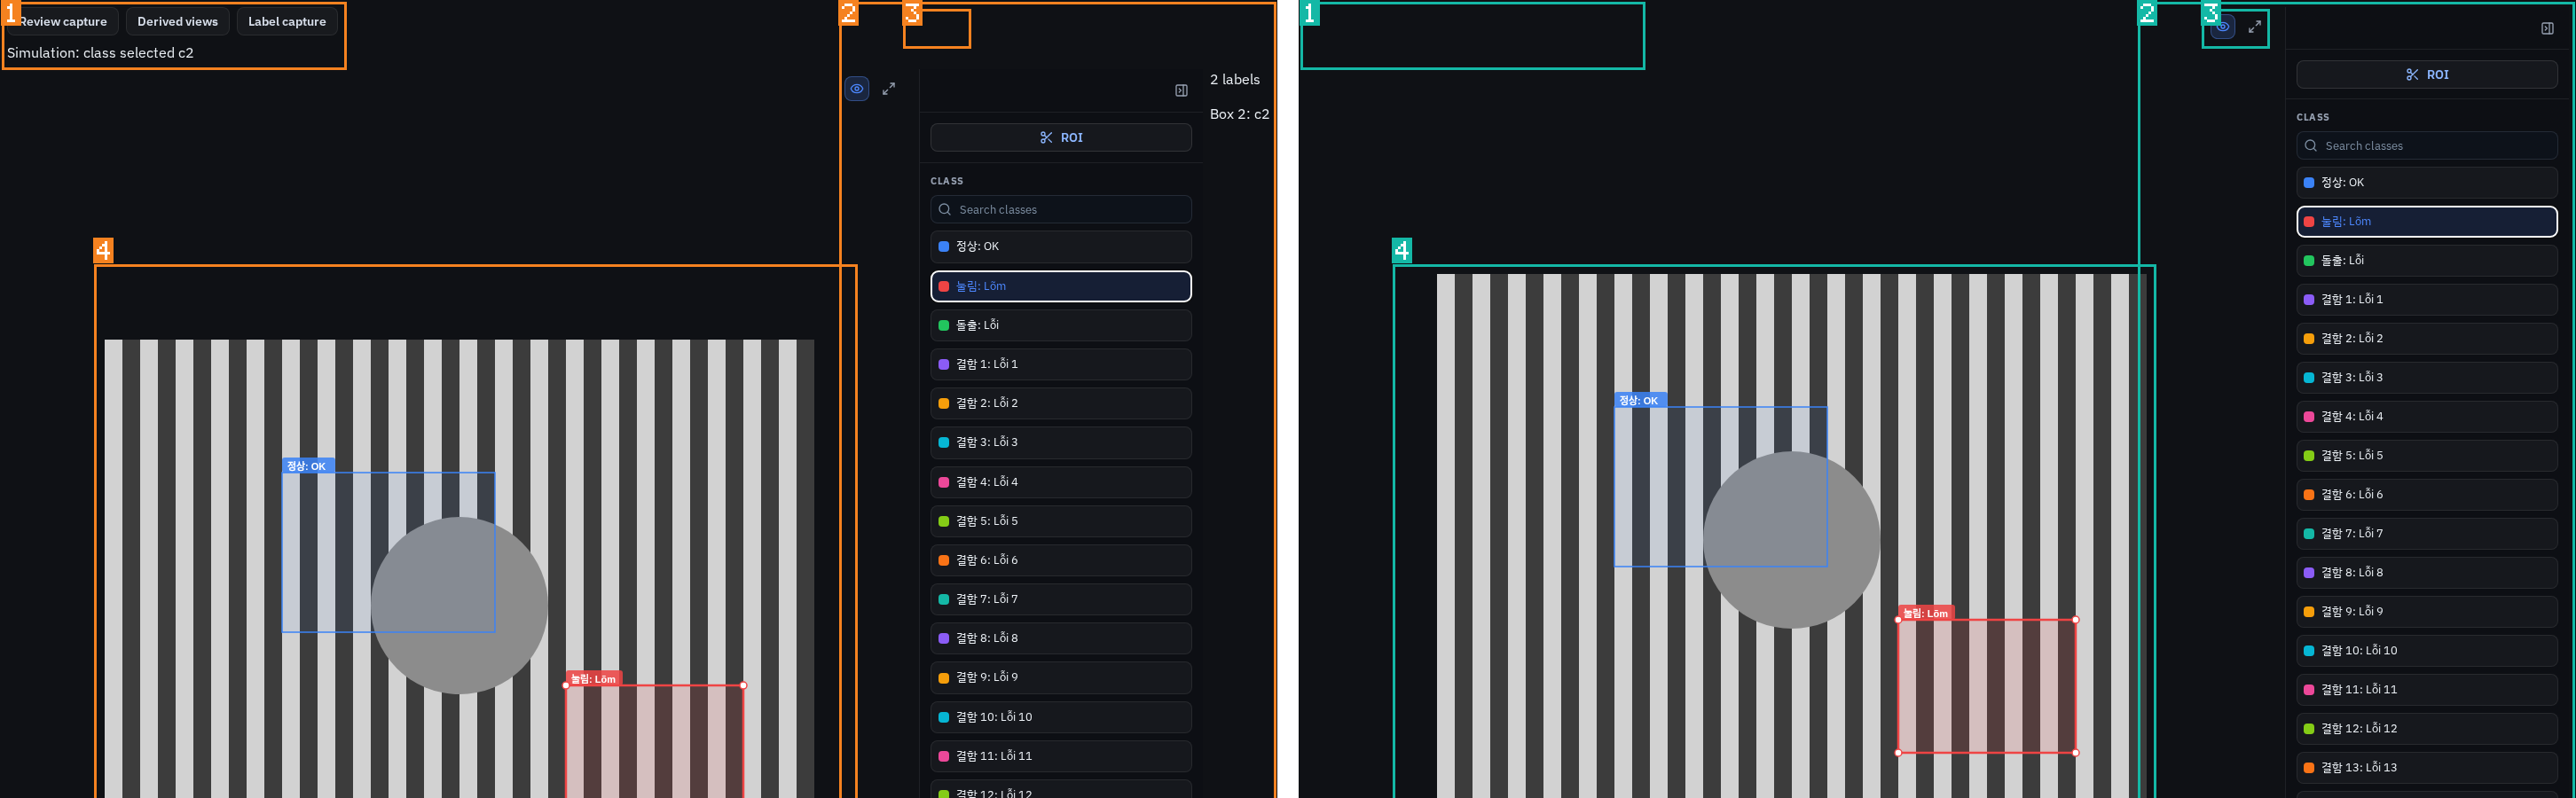 1
Review capture
Derived views
Label capture
Simulation: class selected c2
2
3
2 labels
Box 2: c2
ROI
CLASS
Search classes
정상: OK
눌림: Lõm
돌출: Lỗi
결함 1: Lỗi 1
결함 2: Lỗi 2
결함 3: Lỗi 3
결함 4: Lỗi 4
결함 5: Lỗi 5
결함 6: Lỗi 6
결함 7: Lỗi 7
결함 8: Lỗi 8
결함 9: Lỗi 9
결함 10: Lỗi 10
결함 11: Lỗi 11
결함 12: Lỗi 12
4
정상: OK
눌림: Lõm
1
2
3
ROI
CLASS
Search classes
정상: OK
눌림: Lõm
돌출: Lỗi
결함 1: Lỗi 1
결함 2: Lỗi 2
결함 3: Lỗi 3
결함 4: Lỗi 4
결함 5: Lỗi 5
결함 6: Lỗi 6
결함 7: Lỗi 7
결함 8: Lỗi 8
결함 9: Lỗi 9
결함 10: Lỗi 10
결함 11: Lỗi 11
결함 12: Lỗi 12
결함 13: Lỗi 13
4
정상: OK
눌림: Lõm